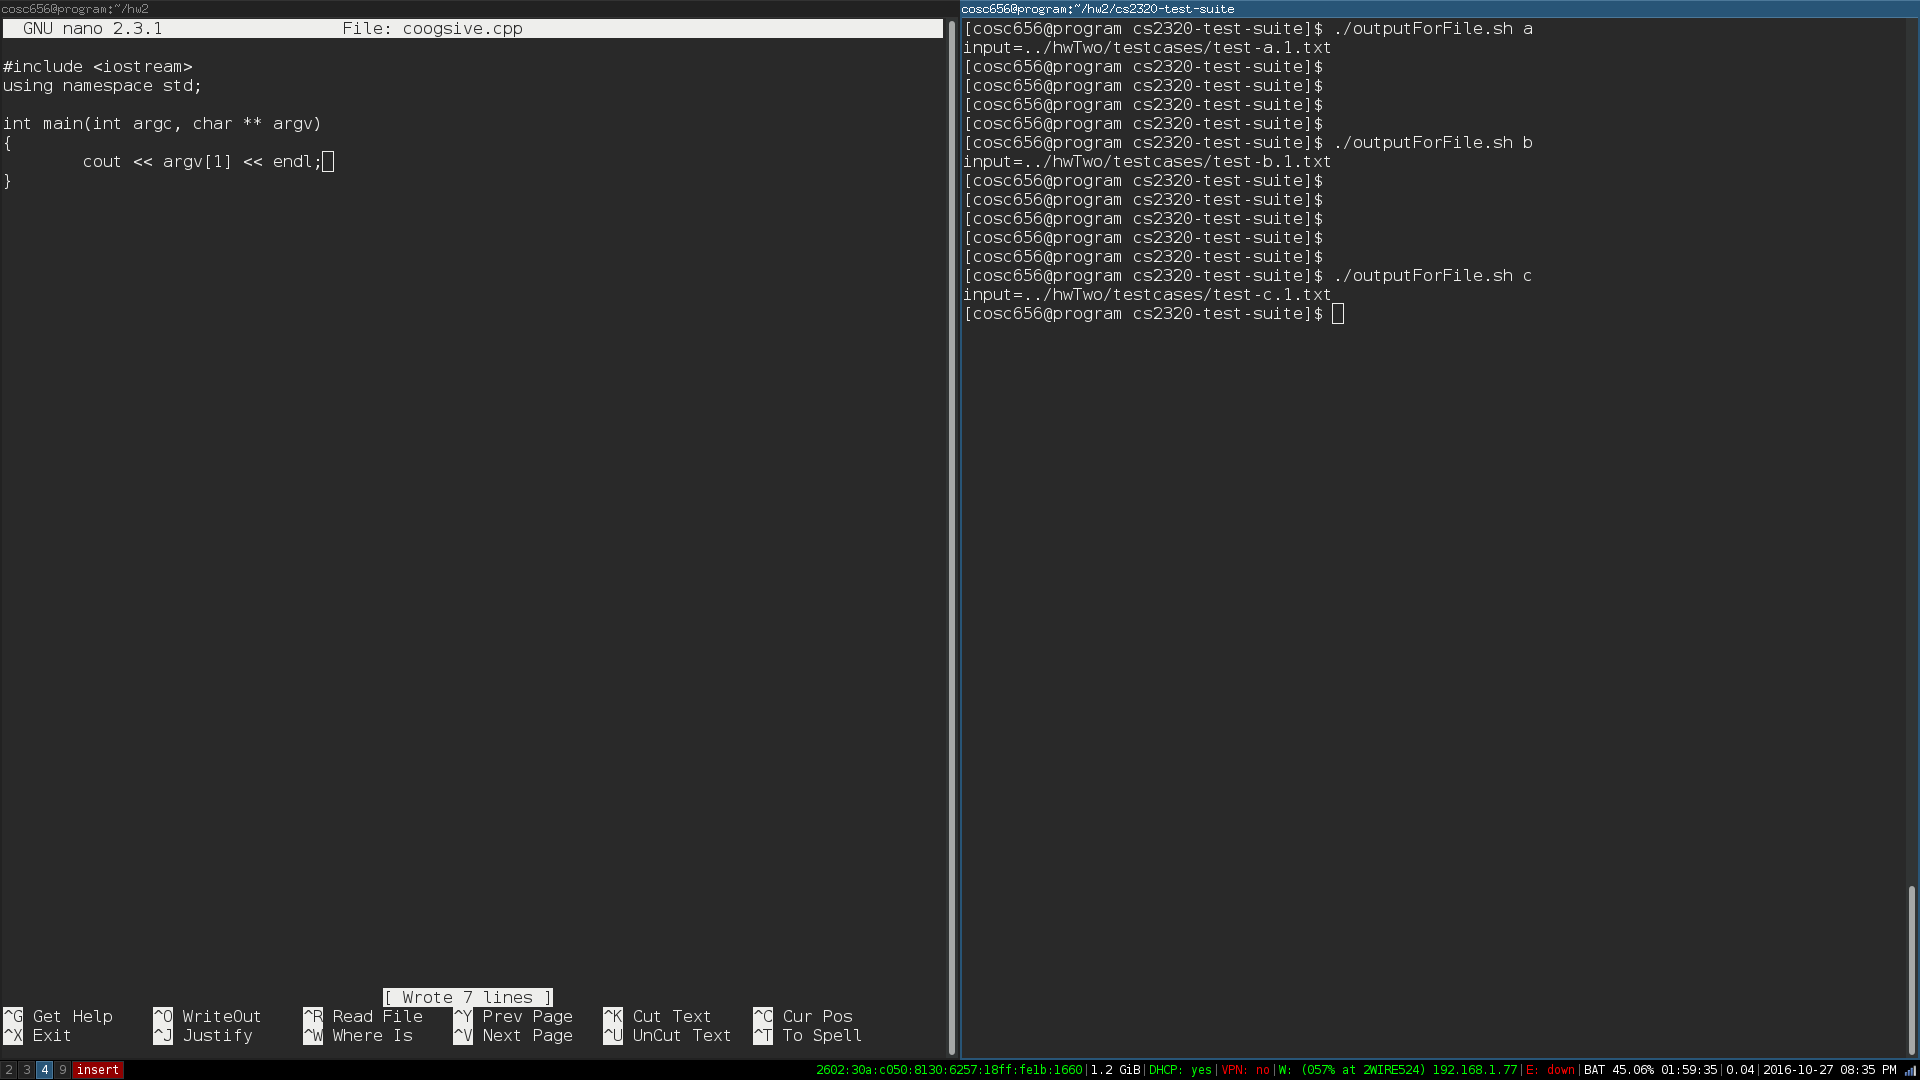 cosc656@program:~/hw2
GNU nano 2.3.1 File: coogsive.cpp
#include <iostream>
using namespace std;
int main(int argc, char ** argv)
{
cout << argv[1] << endl;
}
[ Wrote 7 lines ]
^G Get Help ^O WriteOut ^R Read File ^Y Prev Page ^K Cut Text ^C Cur Pos
^X Exit ^J Justify ^W Where Is ^V Next Page ^U UnCut Text ^T To Spell
cosc656@program:~/hw2/cs2320-test-suite
[cosc656@program cs2320-test-suite]$ ./outputForFile.sh a
input=../hwTwo/testcases/test-a.1.txt
[cosc656@program cs2320-test-suite]$
[cosc656@program cs2320-test-suite]$
[cosc656@program cs2320-test-suite]$
[cosc656@program cs2320-test-suite]$
[cosc656@program cs2320-test-suite]$ ./outputForFile.sh b
input=../hwTwo/testcases/test-b.1.txt
[cosc656@program cs2320-test-suite]$
[cosc656@program cs2320-test-suite]$
[cosc656@program cs2320-test-suite]$
[cosc656@program cs2320-test-suite]$
[cosc656@program cs2320-test-suite]$
[cosc656@program cs2320-test-suite]$ ./outputForFile.sh c
input=../hwTwo/testcases/test-c.1.txt
[cosc656@program cs2320-test-suite]$
2 3 4 9 insert 2602:30a:c050:8130:6257:18ff:fe1b:1660|1.2 GiB|DHCP: yes|VPN: no|W: (057% at 2WIRE524) 192.168.1.77|E: down|BAT 45.06% 01:59:35|0.04|2016-10-27 08:35 PM